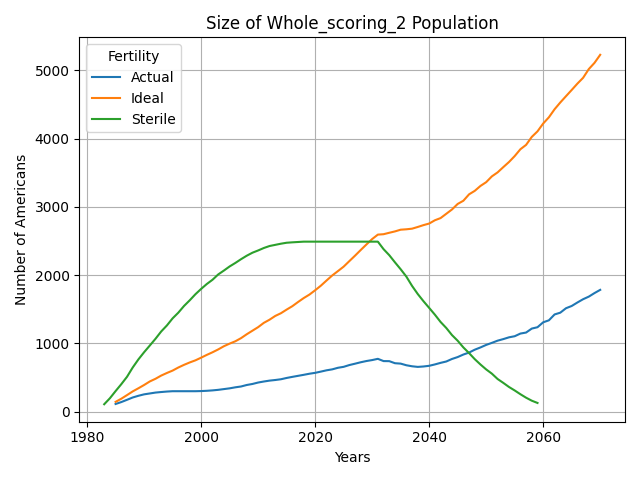 Size of Whole_scoring_2 Population
Fertility
Actual
Ideal
Sterile
Number of Americans
5000
4000
3000
2000
1000
0
1980
2000
2020
2040
2060
Years